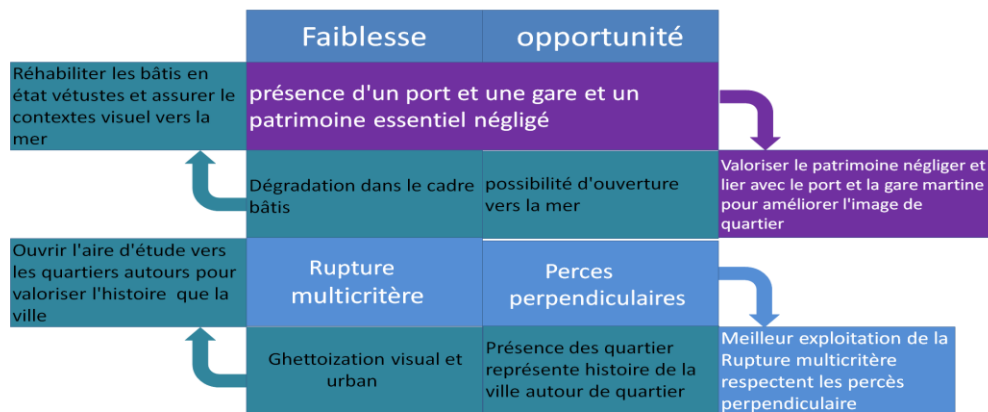 Faiblesse
opportunité
Réhabiliter les bâtis en
état vétustes et assurer le
contextes visuel vers la
mer
présence d'un port et une gare et un
patrimoine essentiel négligé
Dégradation dans le cadre
bâtis
possibilité d'ouverture
vers la mer
Valoriser le patrimoine négliger et
lier avec le port et la gare martine
pour améliorer l'image de
quartier
Ouvrir l'aire d'étude vers
les quartiers autours pour
valoriser l'histoire que la
ville
Rupture
multicritère
Perces
perpendiculaires
Ghettoization visual et
urban
Présence des quartier
représente histoire de la
ville autour de quartier
Meilleur exploitation de la
Rupture multicritère
respectent les percès
perpendiculaire